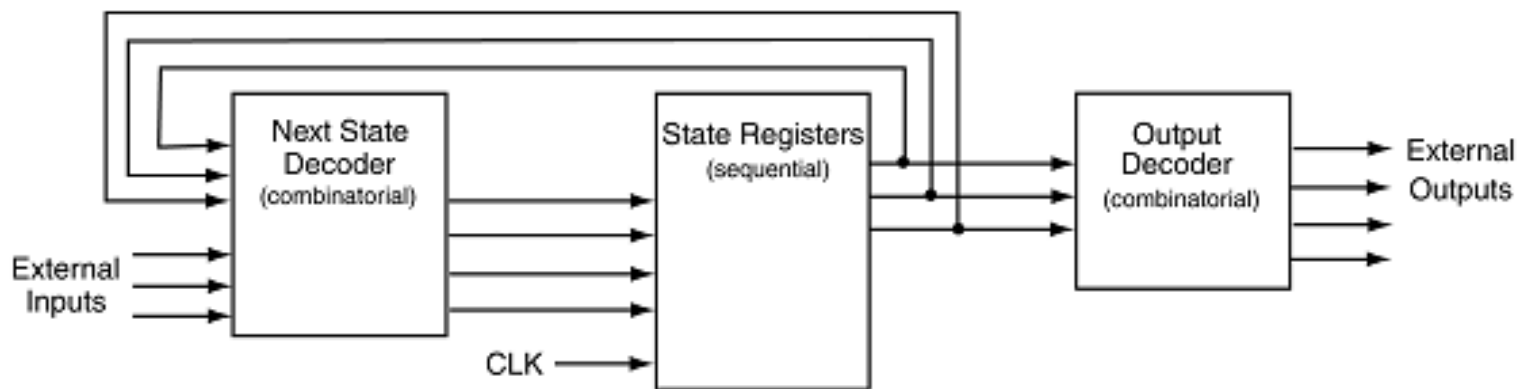 Next State
Decoder
(combinatorial)
State Registers
(sequential)
Output
Decoder
(combinatorial)
External
Outputs
External
Inputs
CLK